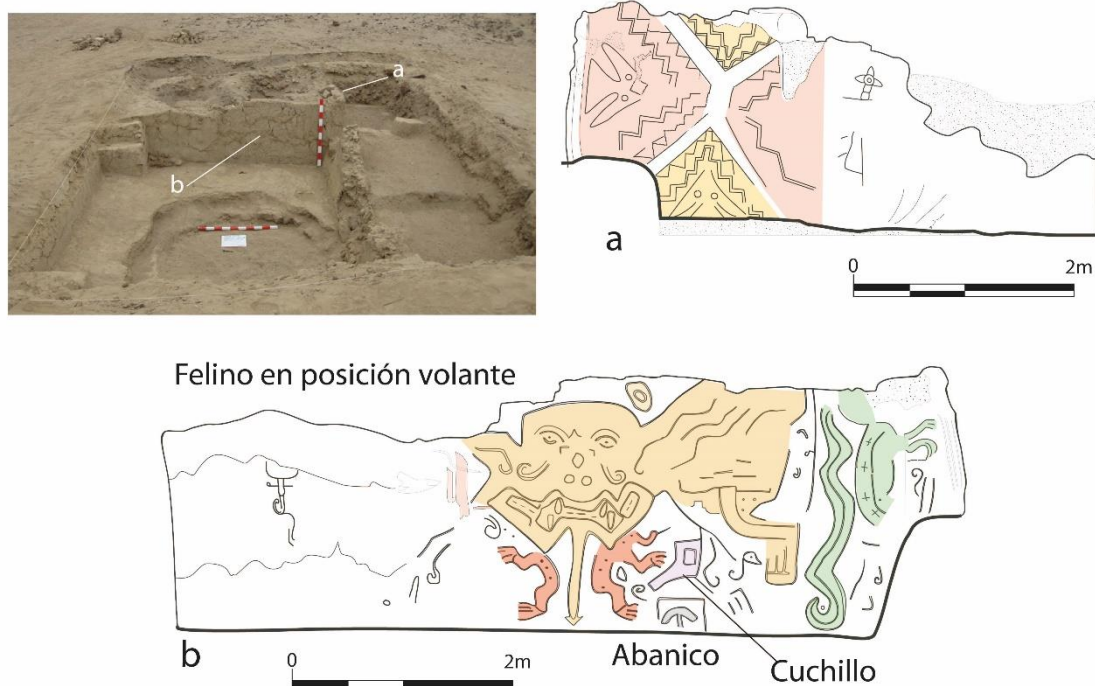 a
b
a
0 2m
Felino en posición volante
b
0 2m
Abanico
Cuchillo